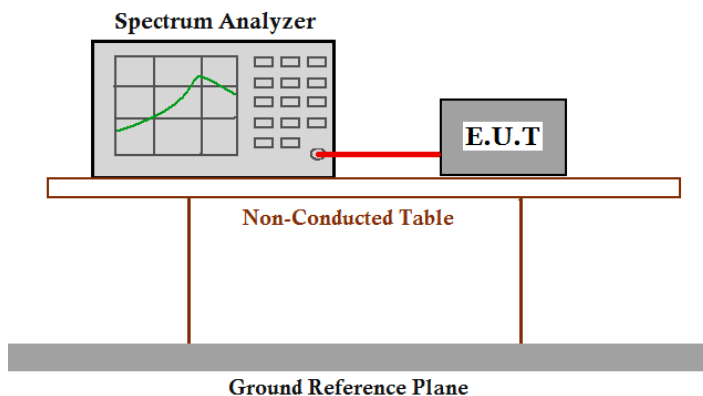 Spectrum Analyzer
E.U.T
Non-Conducted Table
Ground Reference Plane